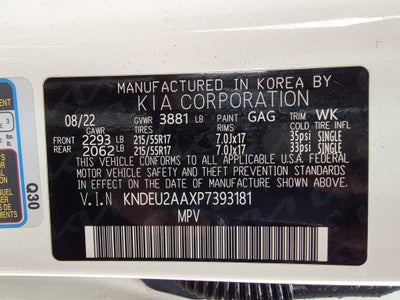 MANUFACTURED IN KOREA BY
KIA CORPORATION
08/22 GVWR 3881 LB PAINT GAG TRIM WK
GAWR TIRES RIMS COLD TIRE INFL
FRONT 2293 LB 215/55R17 7.0Jx17 35psi SINGLE
REAR 2062 LB 215/55R17 7.0Jx17 33psi SINGLE
THIS VEHICLE CONFORMS TO ALL APPLICABLE U.S.A. FEDERAL
MOTOR VEHICLE SAFETY, BUMPER, AND THEFT PREVENTION
STANDARDS IN EFFECT ON THE DATE OF MANUFACTURE SHOWN ABOVE.
V.I.N KNDEU2AAXP7393181
MPV
Q30